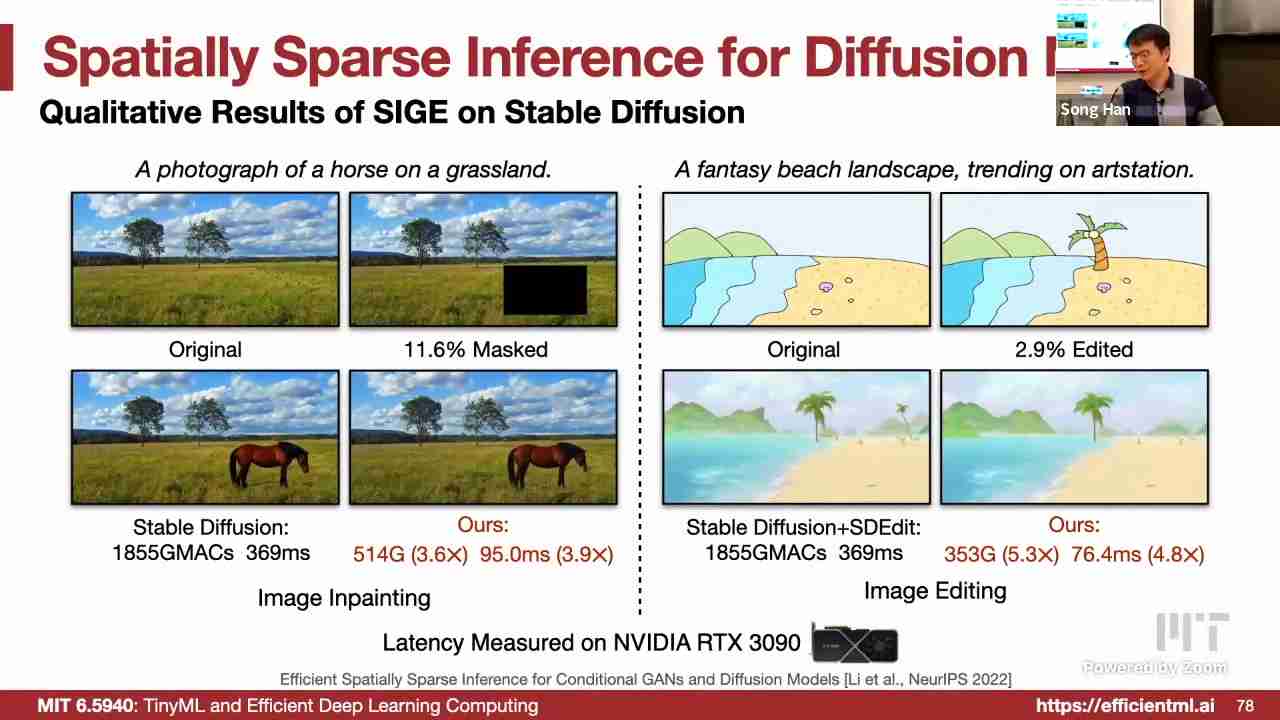 Spatially Sparse Inference for Diffusion
Song Han
Qualitative Results of SIGE on Stable Diffusion
A photograph of a horse on a grassland.
A fantasy beach landscape, trending on artstation.
Original
11.6% Masked
Original
2.9% Edited
Stable Diffusion:
1855GMACs 369ms
Ours:
514G (3.6×) 95.0ms (3.9×)
Stable Diffusion+SDEdit:
1855GMACs 369ms
Ours:
353G (5.3×) 76.4ms (4.8×)
Image Inpainting
Image Editing
Latency Measured on NVIDIA RTX 3090
Efficient Spatially Sparse Inference for Conditional GANs and Diffusion Models [Li et al., NeurIPS 2022]
MIT
Powered by Zoom
MIT 6.5940: TinyML and Efficient Deep Learning Computing
https://efficientml.ai
78